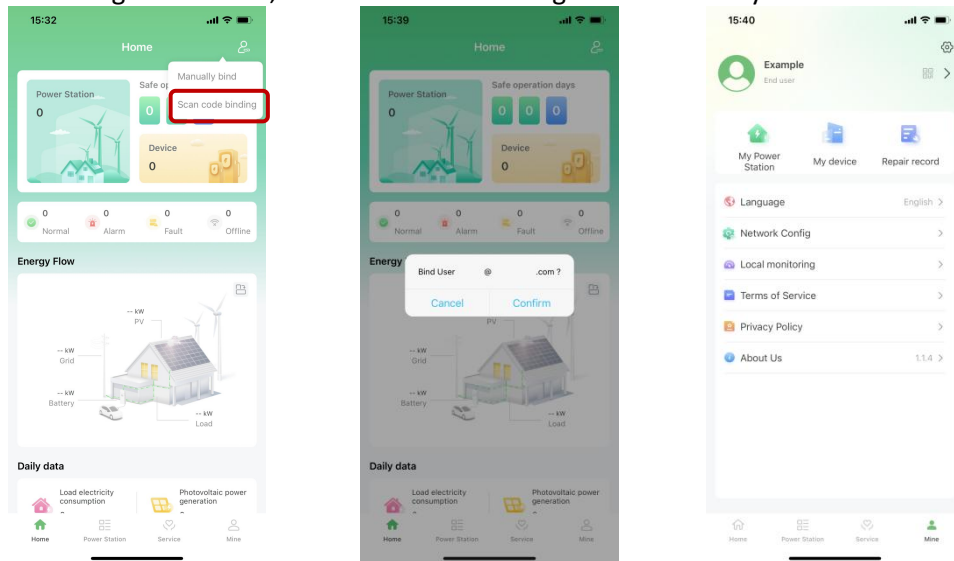 15:32
Home
Manually bind
Scan code binding
Power Station
0
Safe op
0
Device
0
0
Normal
0
Alarm
0
Fault
0
Offline
Energy Flow
-- kW
PV
-- kW
Grid
-- kW
Battery
-- kW
Load
Daily data
Load electricity
consumption
Photovoltaic power
generation
Home
Power Station
Service
Mine
15:39
Home
Power Station
0
Safe operation days
0 0 0
Device
0
0
Normal
0
Alarm
0
Fault
0
Offline
Energy
Bind User @ .com ?
Cancel
Confirm
PV
-- kW
Grid
-- kW
Battery
-- kW
Load
Daily data
Load electricity
consumption
Photovoltaic power
generation
Home
Power Station
Service
Mine
15:40
Example
End user
My Power
Station
My device
Repair record
Language English
Network Config
Local monitoring
Terms of Service
Privacy Policy
About Us 1.1.4
Home
Power Station
Service
Mine